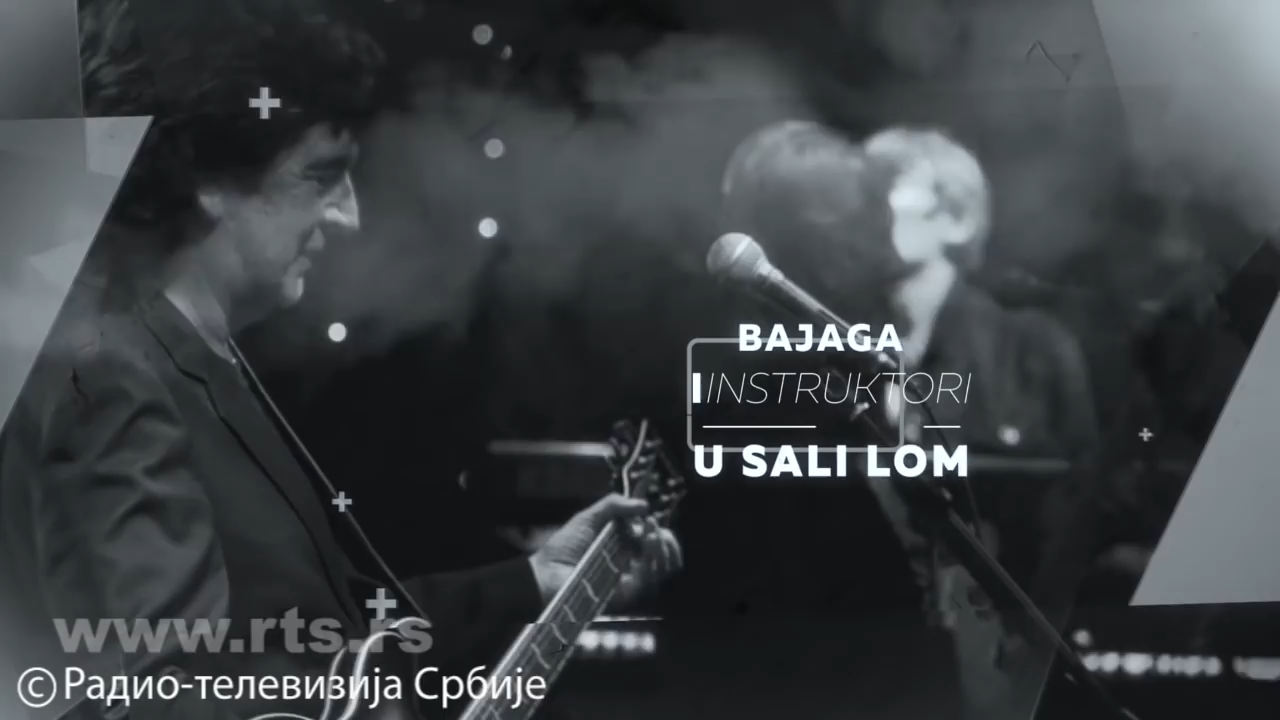 BAJAGA
I INSTRUKTORI
U SALI LOM
www.rts.rs
©Радио-телевизија Србије